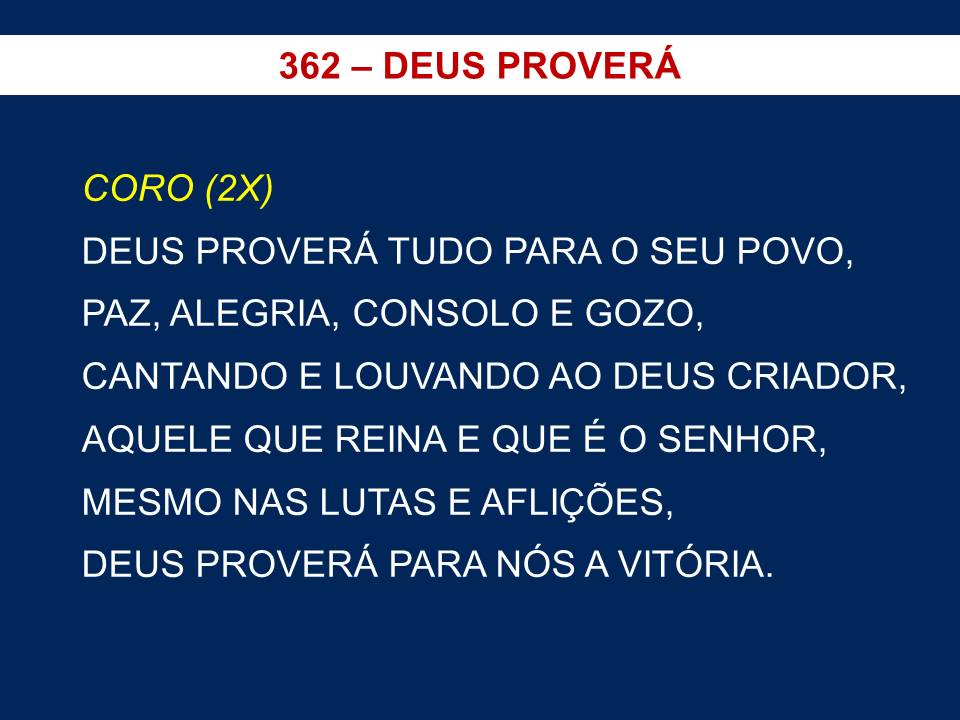 362 – DEUS PROVERÁ
CORO (2X)
DEUS PROVERÁ TUDO PARA O SEU POVO,
PAZ, ALEGRIA, CONSOLO E GOZO,
CANTANDO E LOUVANDO AO DEUS CRIADOR,
AQUELE QUE REINA E QUE É O SENHOR,
MESMO NAS LUTAS E AFLIÇÕES,
DEUS PROVERÁ PARA NÓS A VITÓRIA.